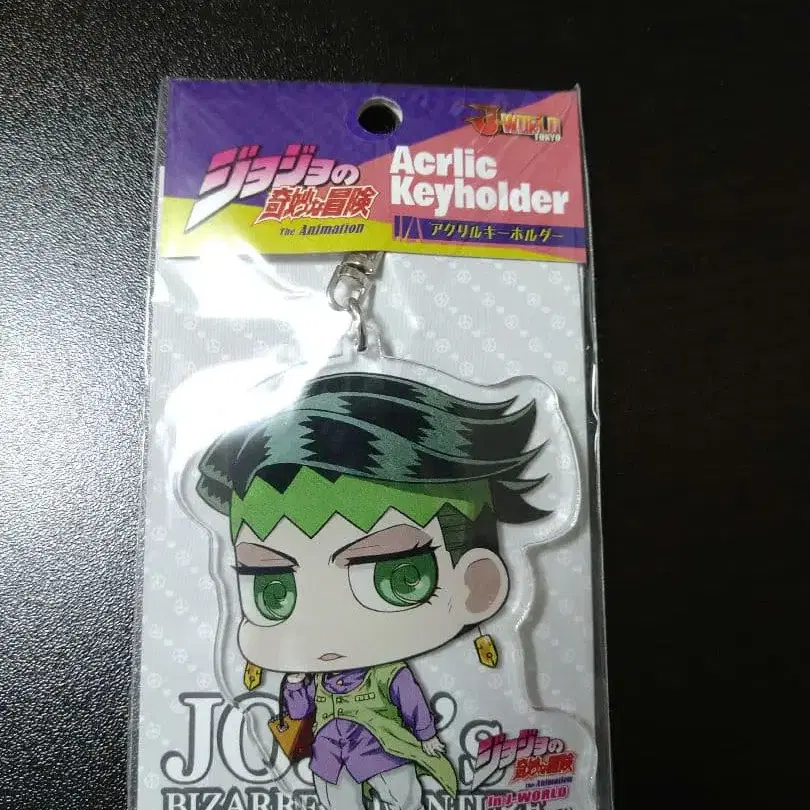 J-WORLD
TOKYO
ジョジョの
奇妙な冒険
The Animation
Acrlic
Keyholder
アクリルキーホルダー
ジョジョの
奇妙な冒険
The Animation
in J-WORLD